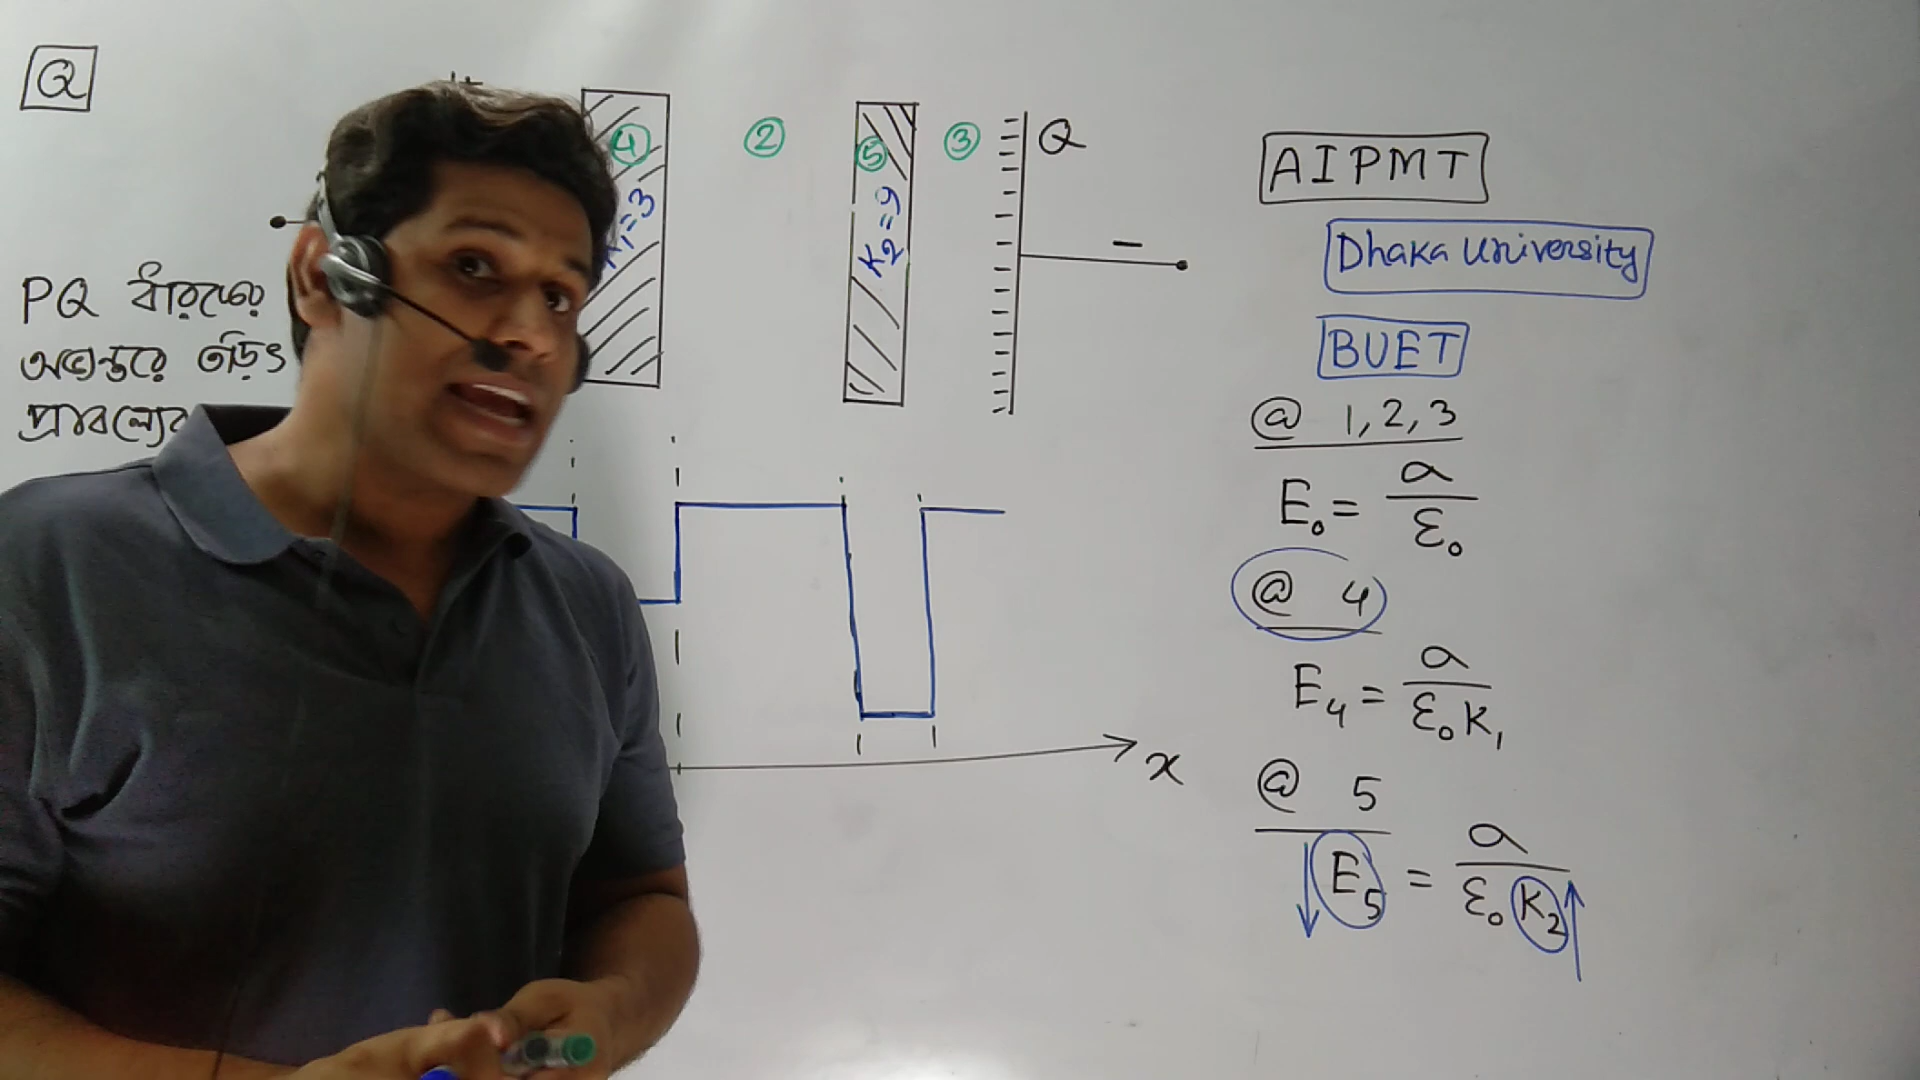 Q
④ ② ⑤ ③ Q
K₁=3
K₂=9
–
PQ ধারকের
অভ্যন্তরে তড়িৎ
প্রাবল্যের
x
AIPMT
Dhaka University
BUET
@ 1,2,3
E₀ = σ/ε₀
@ 4
E₄ = σ/ε₀K₁
@ 5
↓E₅ = σ/ε₀K₂↑